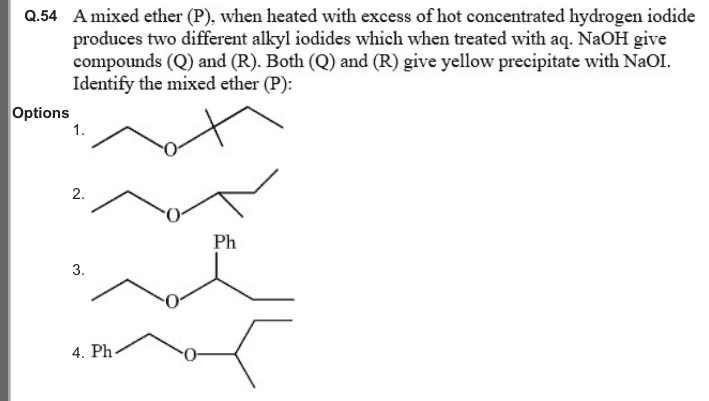 Q.54 A mixed ether (P), when heated with excess of hot concentrated hydrogen iodide
produces two different alkyl iodides which when treated with aq. NaOH give
compounds (Q) and (R). Both (Q) and (R) give yellow precipitate with NaOI.
Identify the mixed ether (P):
Options
1.
O
2.
O
Ph
3.
O
4. Ph O